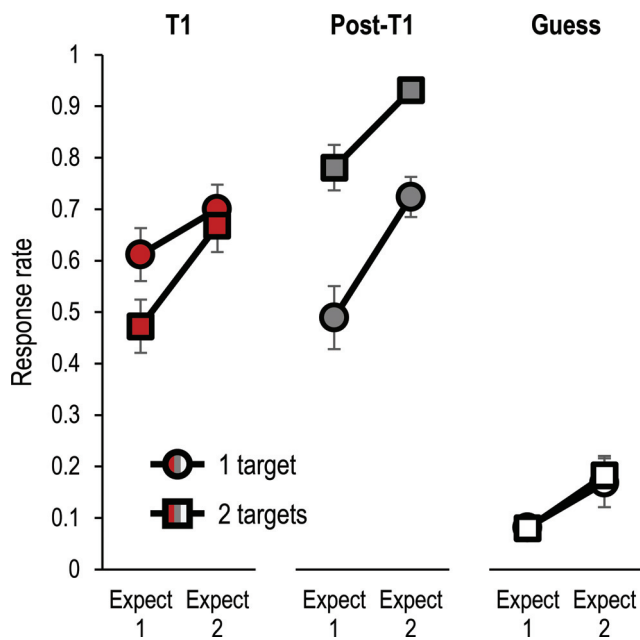 T1 Post-T1 Guess
1
0.9
0.8
0.7
0.6
0.5
0.4
0.3
0.2
0.1
0
Response rate
1 target
2 targets
Expect Expect Expect Expect Expect Expect
1 2 1 2 1 2